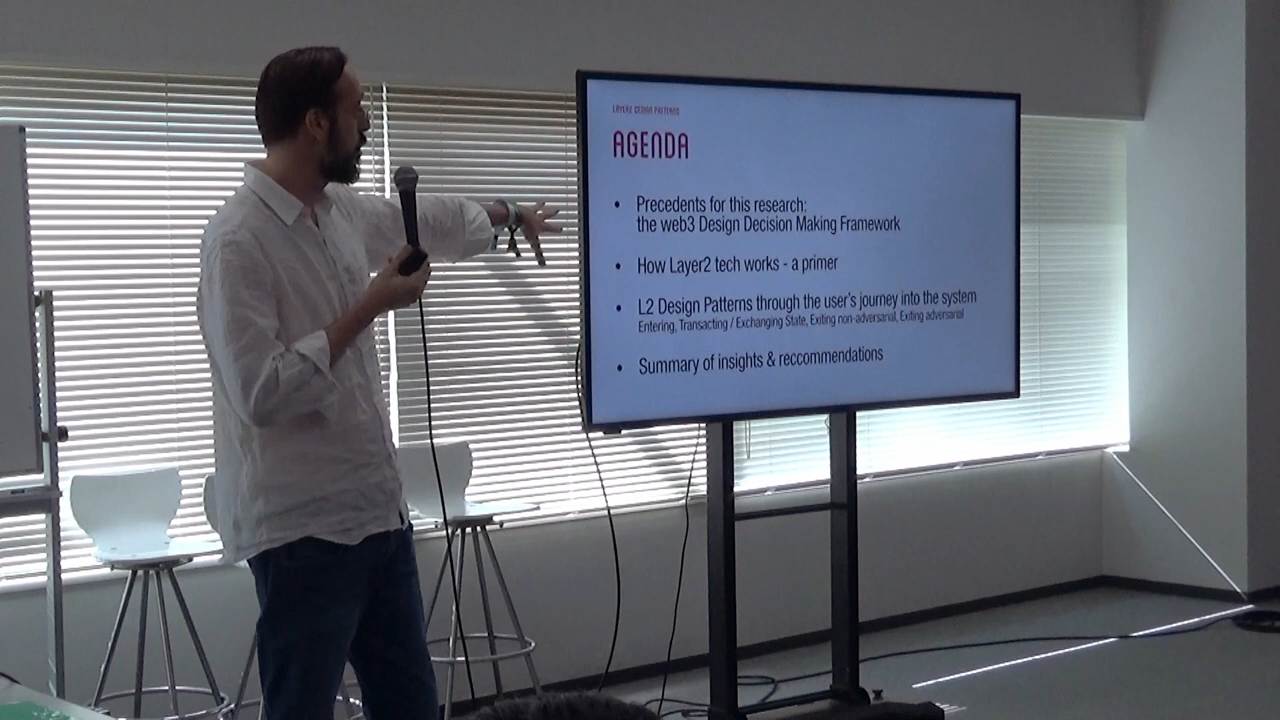 LAYER2 DESIGN PATTERNS
AGENDA
• Precedents for this research:
the web3 Design Decision Making Framework
• How Layer2 tech works - a primer
• L2 Design Patterns through the user's journey into the system
Entering, Transacting / Exchanging State, Exiting non-adversarial, Exiting adversarial
• Summary of insights & reccommendations